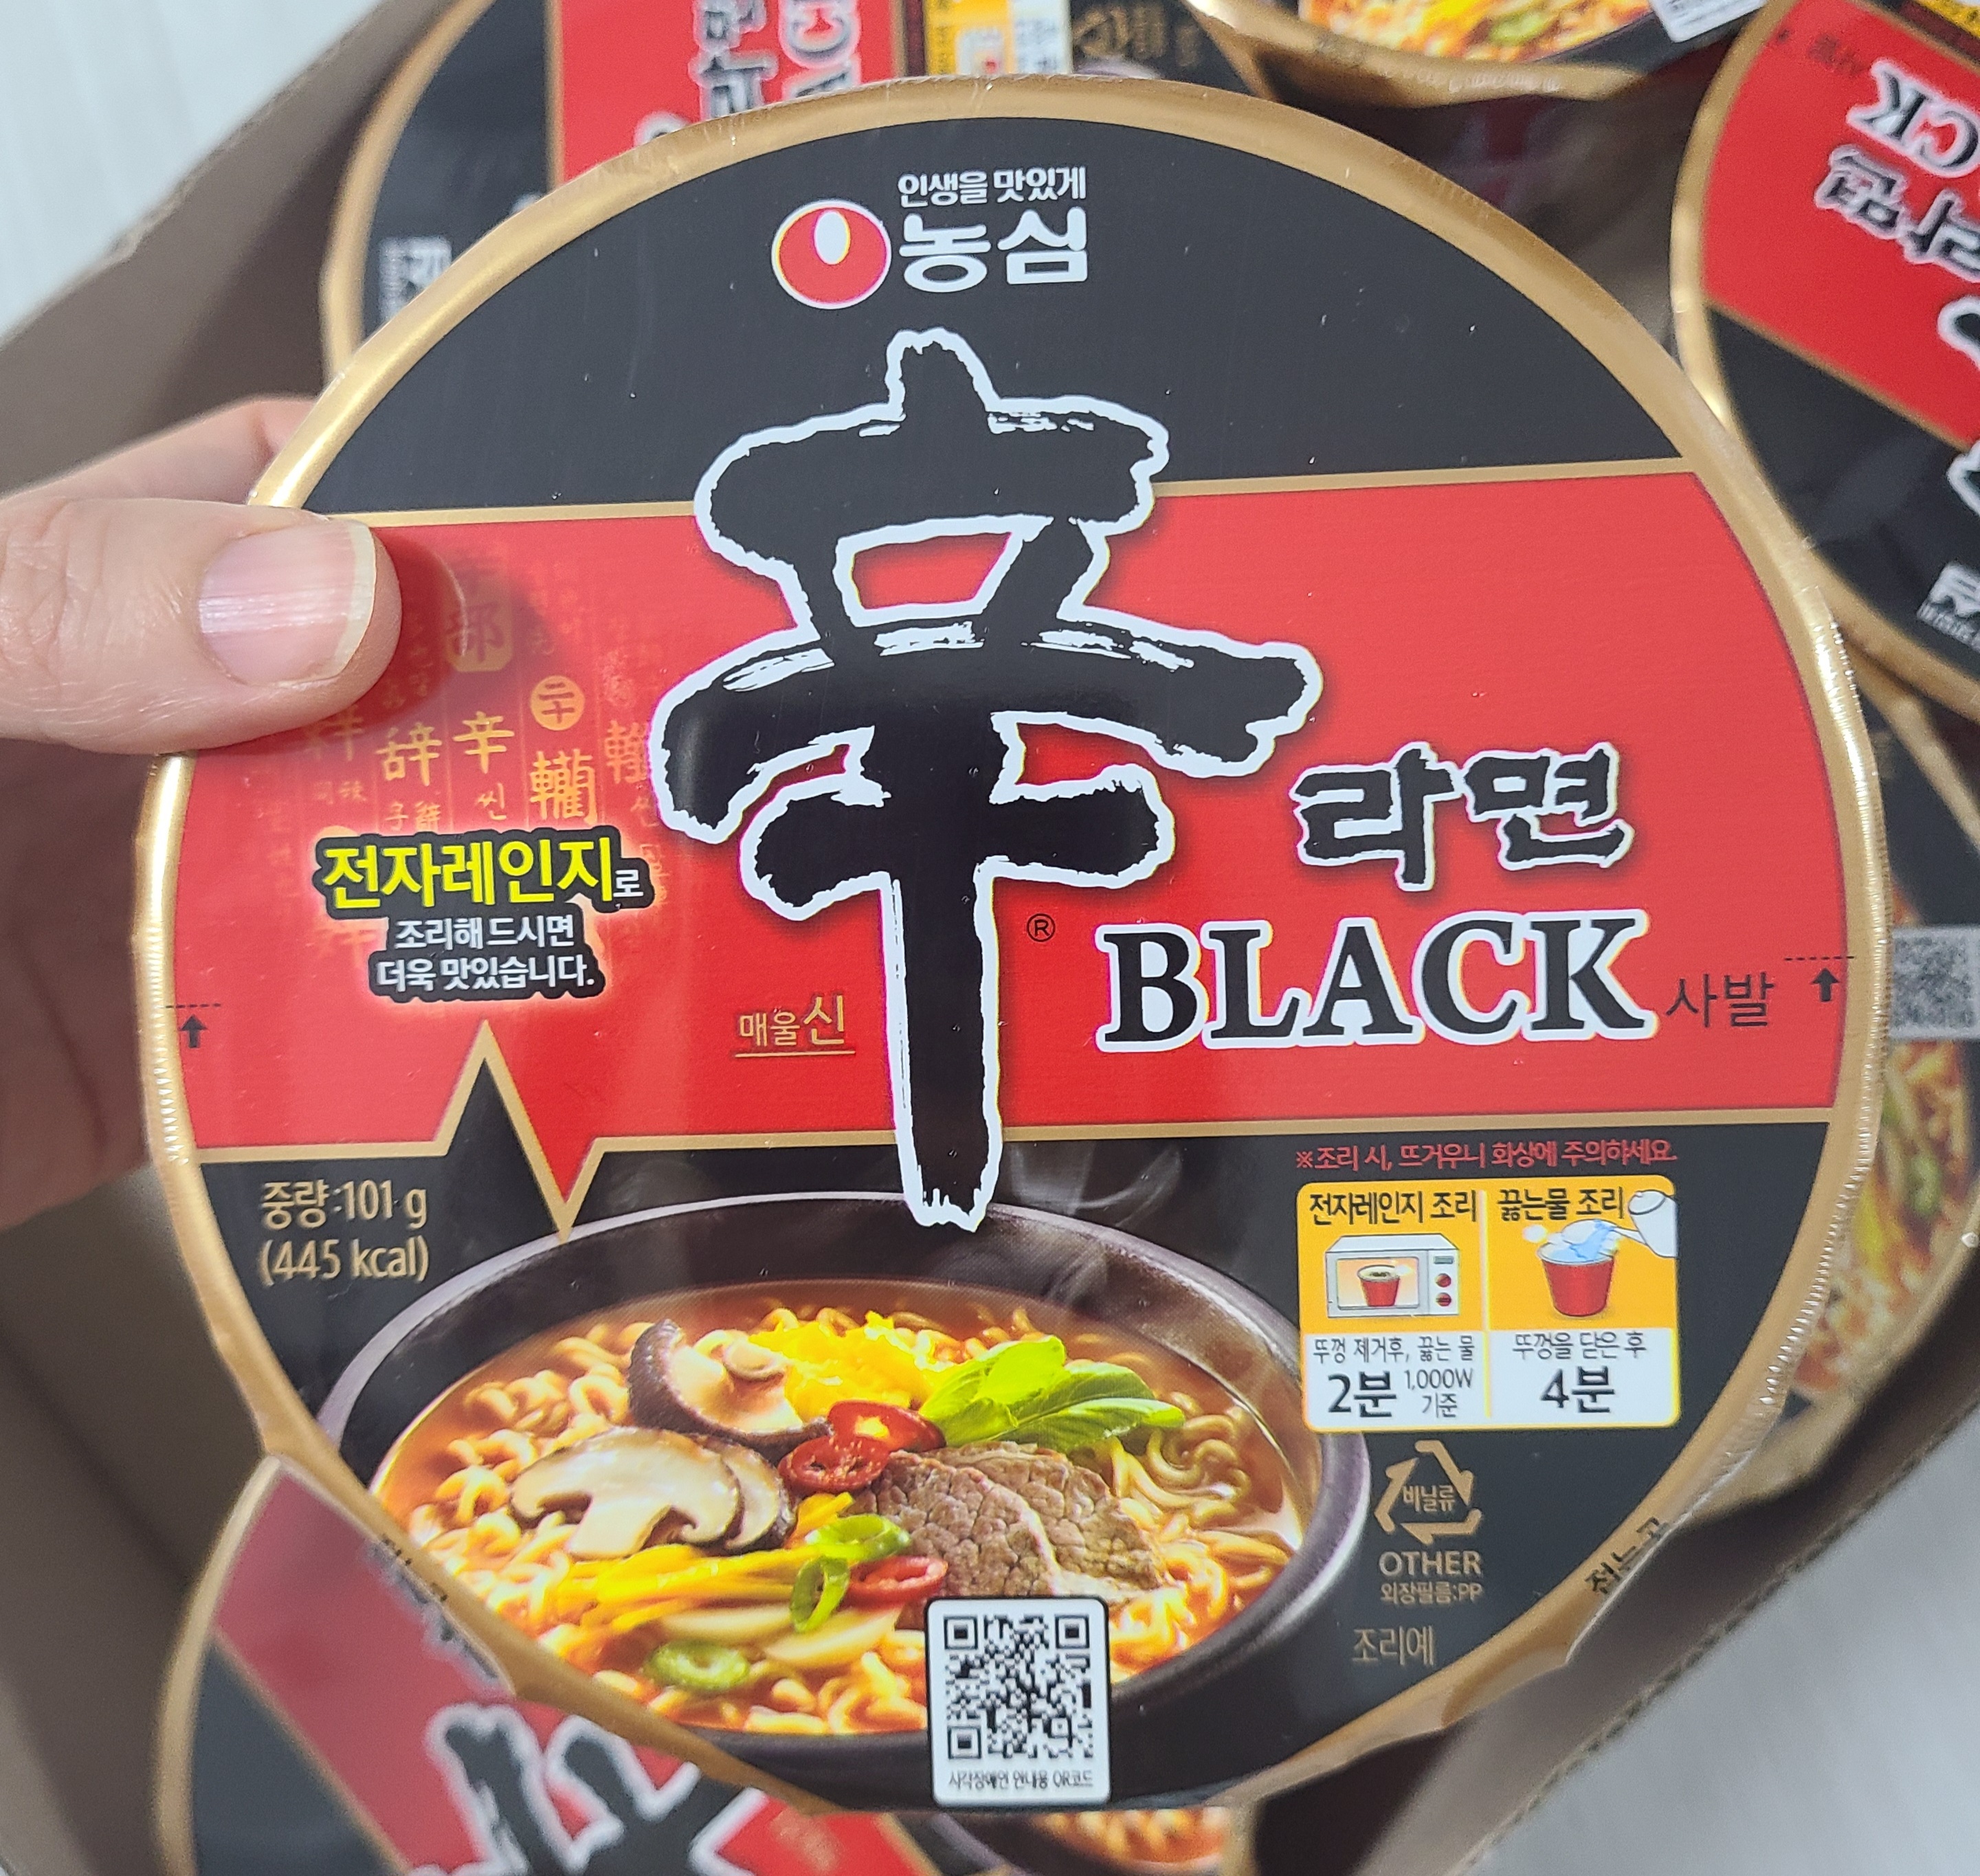 인생을 맛있게
농심
辛
라면
BLACK
사발
®
매울신
二十
辭 辛
씬
전자레인지로
조리해 드시면
더욱 맛있습니다.
중량:101 g
(445 kcal)
※조리 시, 뜨거우니 화상에 주의하세요.
전자레인지 조리
뚜껑 제거후, 끓는 물
2분 1,000W 기준
끓는물 조리
뚜껑을 닫은 후
4분
비닐류
OTHER
외장필름:PP
조리예
시각장애인 안내용 QR코드